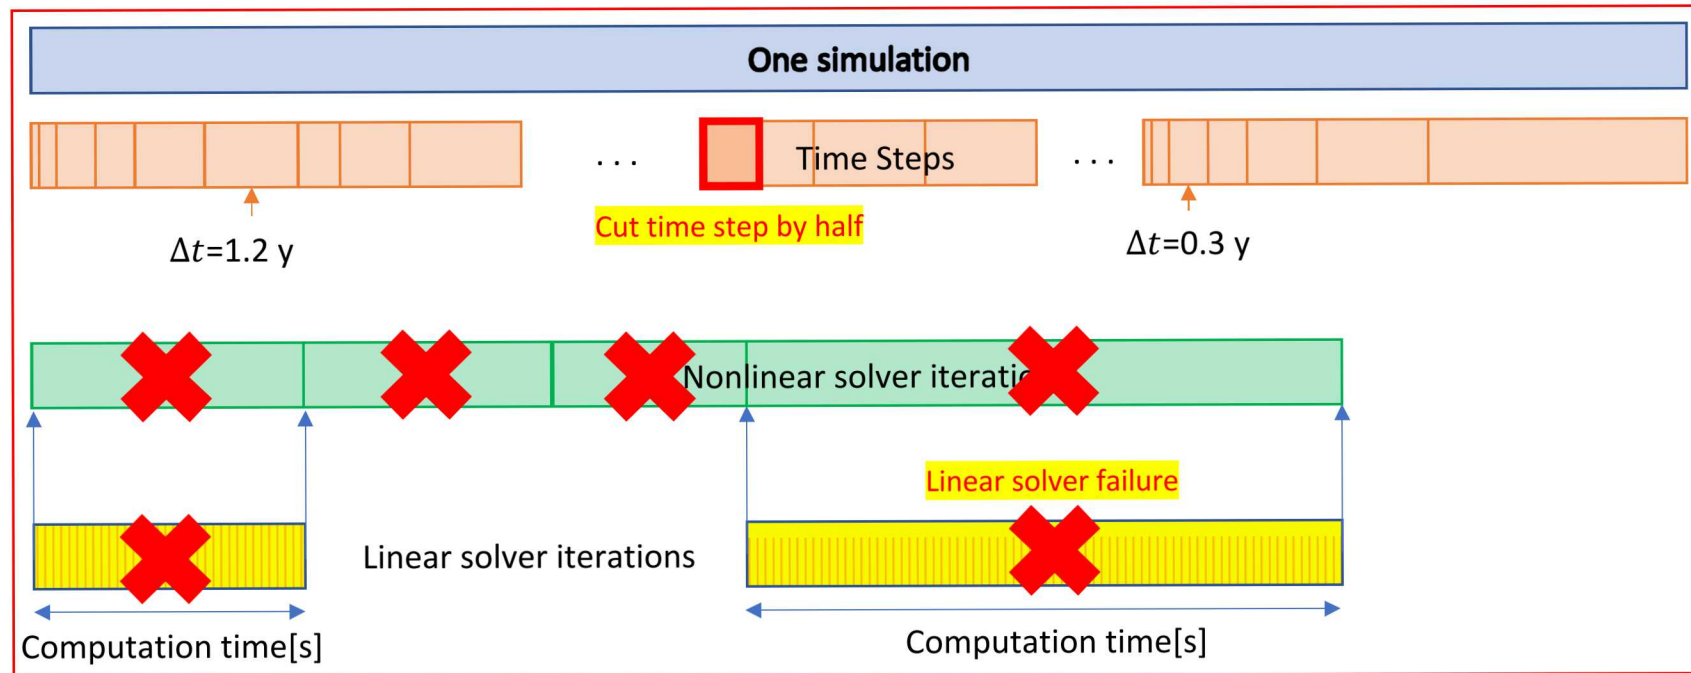 One simulation
. . .
Time Steps
. . .
Cut time step by half
Δt=1.2 y
Δt=0.3 y
Nonlinear solver iterati
Linear solver failure
Linear solver iterations
Computation time[s]
Computation time[s]